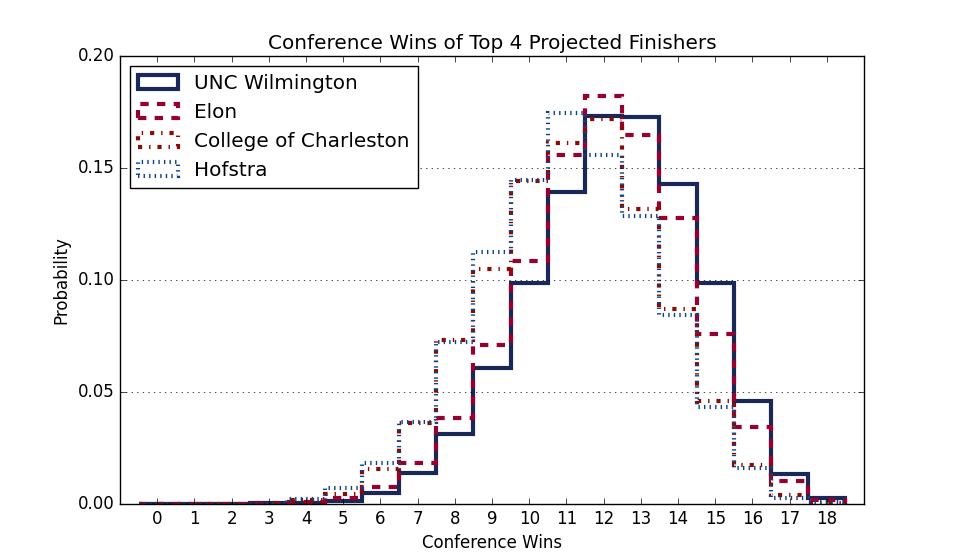 Conference Wins of Top 4 Projected Finishers
0.20
UNC Wilmington
Elon
College of Charleston
Hofstra
0.15
Probability
0.10
0.05
0.00
0 1 2 3 4 5 6 7 8 9 10 11 12 13 14 15 16 17 18
Conference Wins